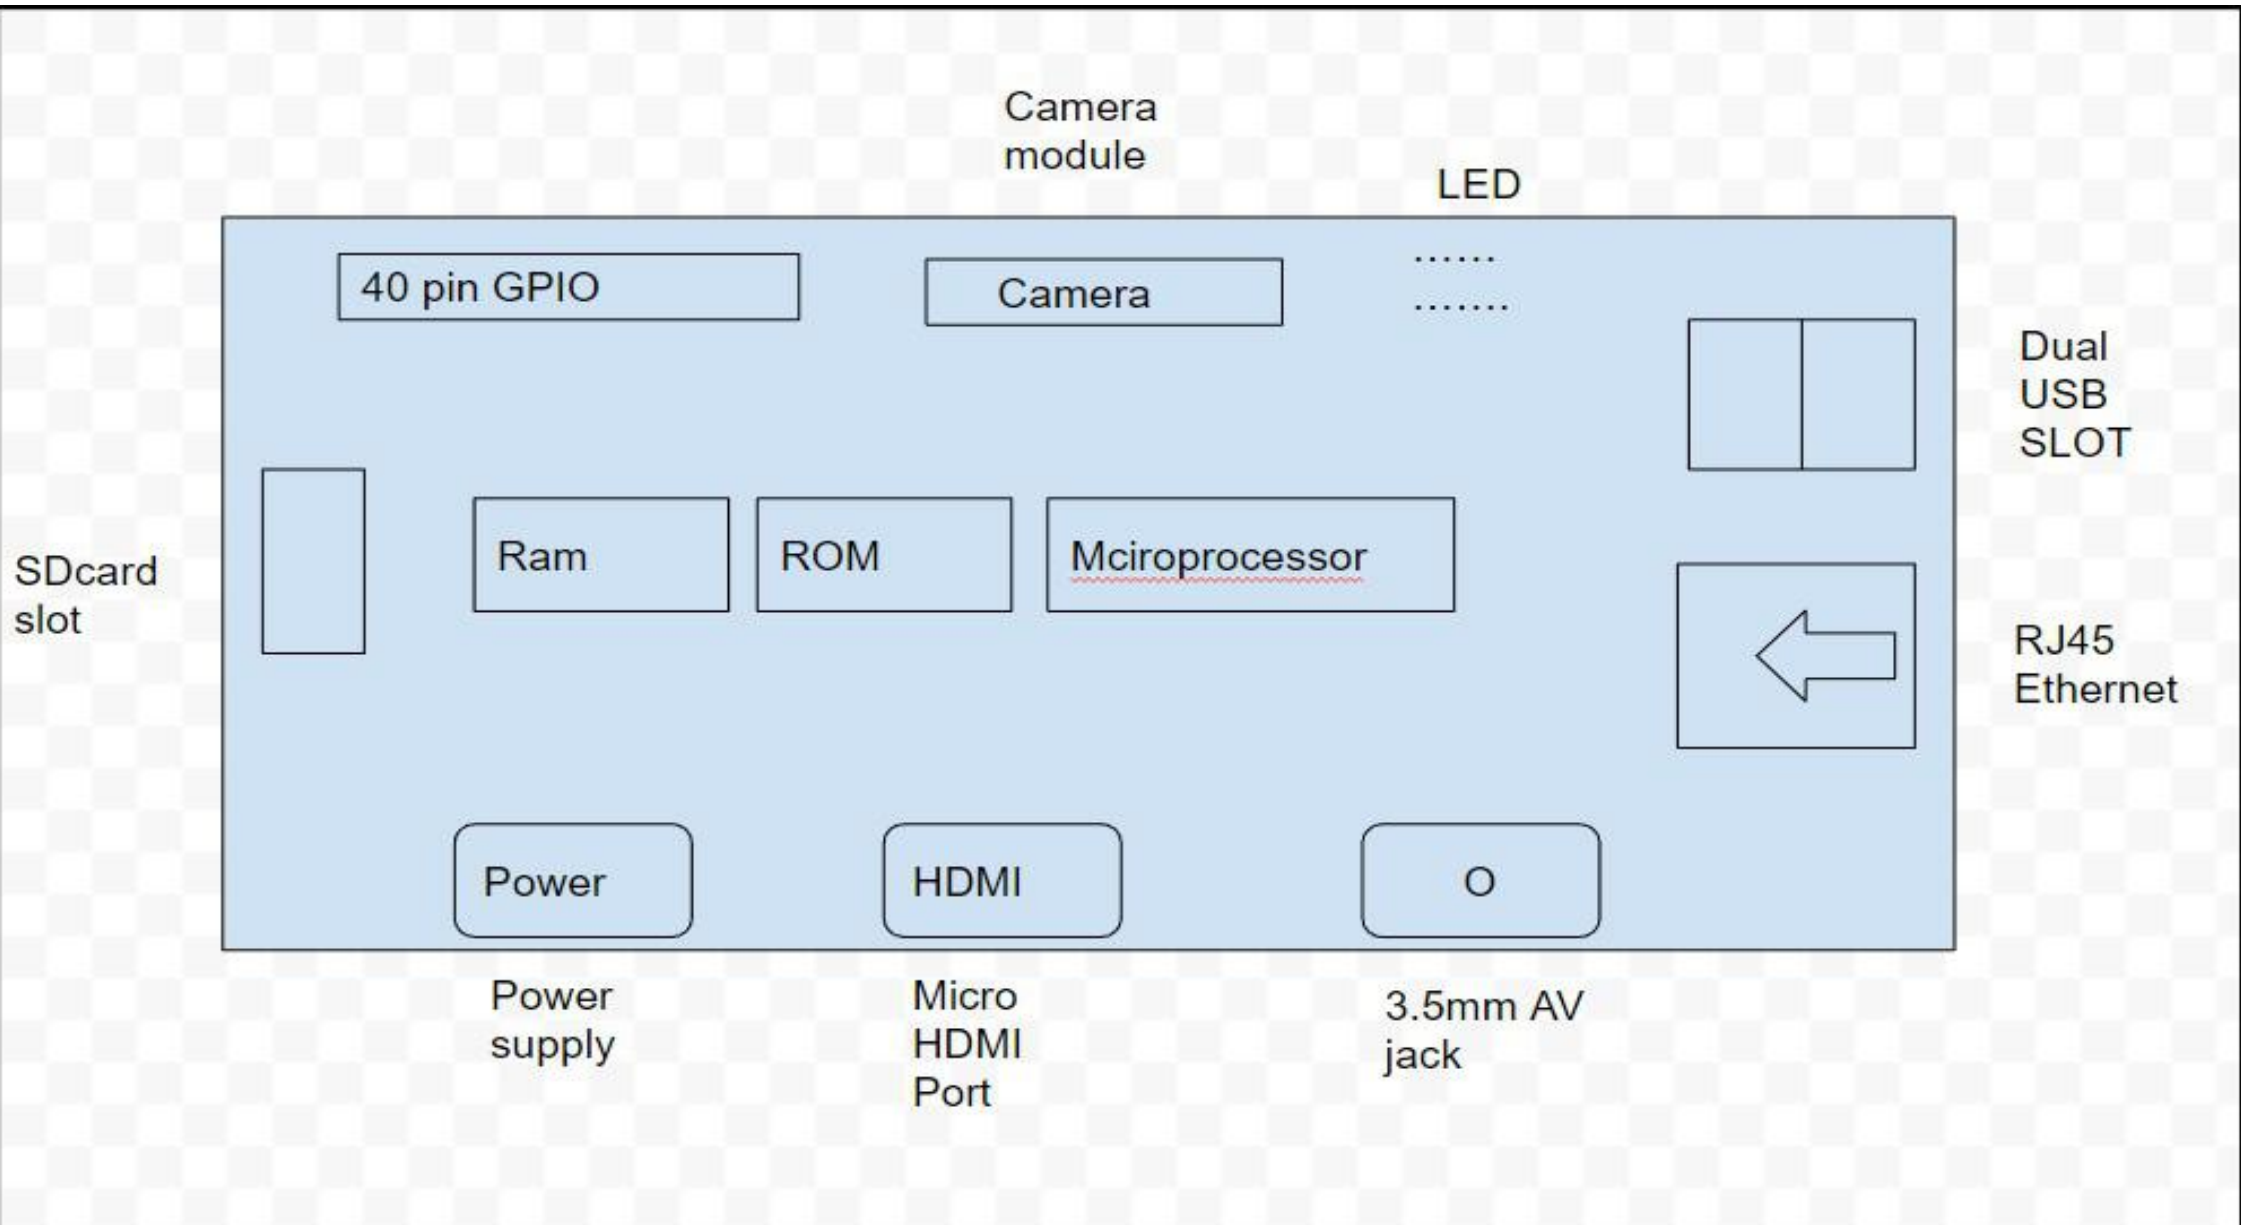 Camera
module
LED
40 pin GPIO
Camera
......
.......
Dual
USB
SLOT
SDcard
slot
Ram
ROM
Mciroprocessor
RJ45
Ethernet
Power
HDMI
O
Power
supply
Micro
HDMI
Port
3.5mm AV
jack